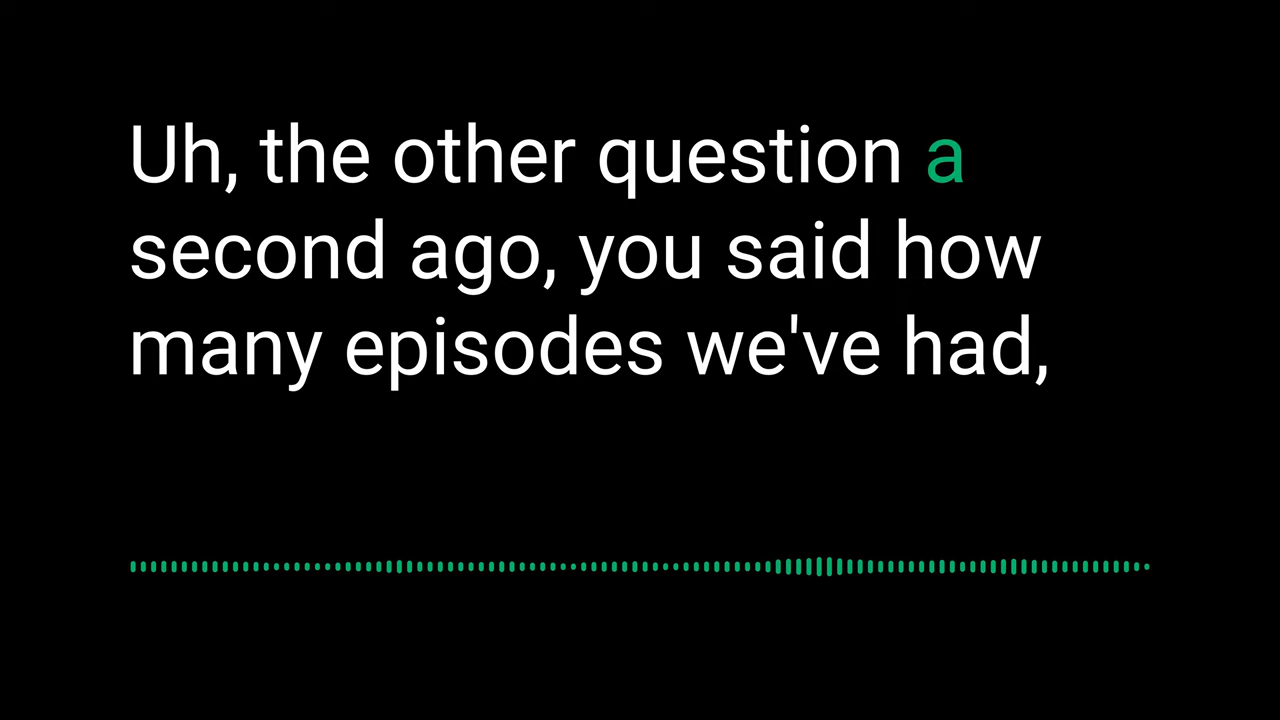 Uh, the other question a
second ago, you said how
many episodes we've had,